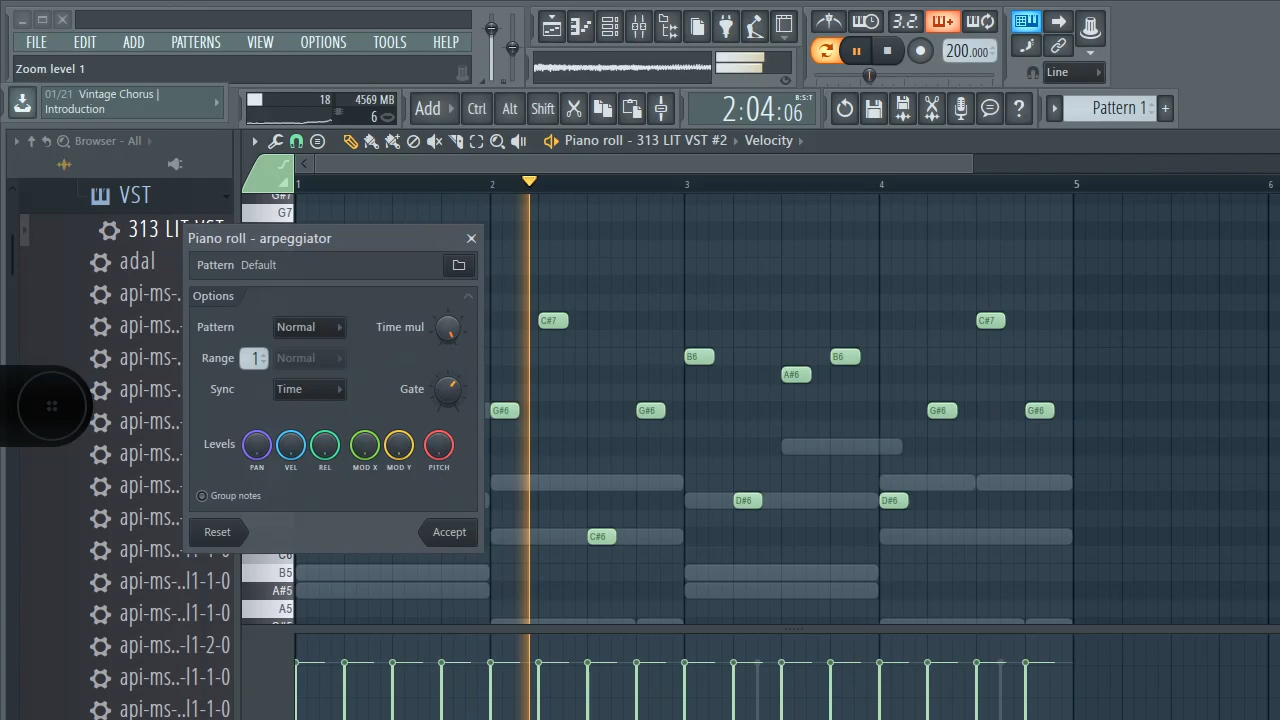 FILE EDIT ADD PATTERNS VIEW OPTIONS TOOLS HELP
Zoom level 1
3.2
200.000
Line
01/21 Vintage Chorus |
Introduction
18 4569 MB
6
Add Ctrl Alt Shift
2:04:06 B:S:T
?
Pattern 1 +
Browser - All
Piano roll - 313 LIT VST #2 Velocity
1 2 3 4 5 6
VST
313 LIT VST
adal
api-ms-.
api-ms-.
api-ms-.
api-ms-.
api-ms-.
api-ms-.
api-ms-.
api-ms-.
api-ms-..l1-1-0
api-ms-..l1-1-0
api-ms-..l1-1-0
api-ms-..l1-2-0
api-ms-..l1-1-0
api-ms-..l1-1-0
Piano roll - arpeggiator
Pattern Default
Options
Pattern Normal Time mul
Range 1 Normal
Sync Time Gate
Levels
PAN VEL REL MOD X MOD Y PITCH
Group notes
Reset Accept
G#7
G7
C6
B5
A#5
A5
C#7 C#7
B6 B6
A#6
G#6 G#6 G#6 G#6
D#6 D#6
C#6